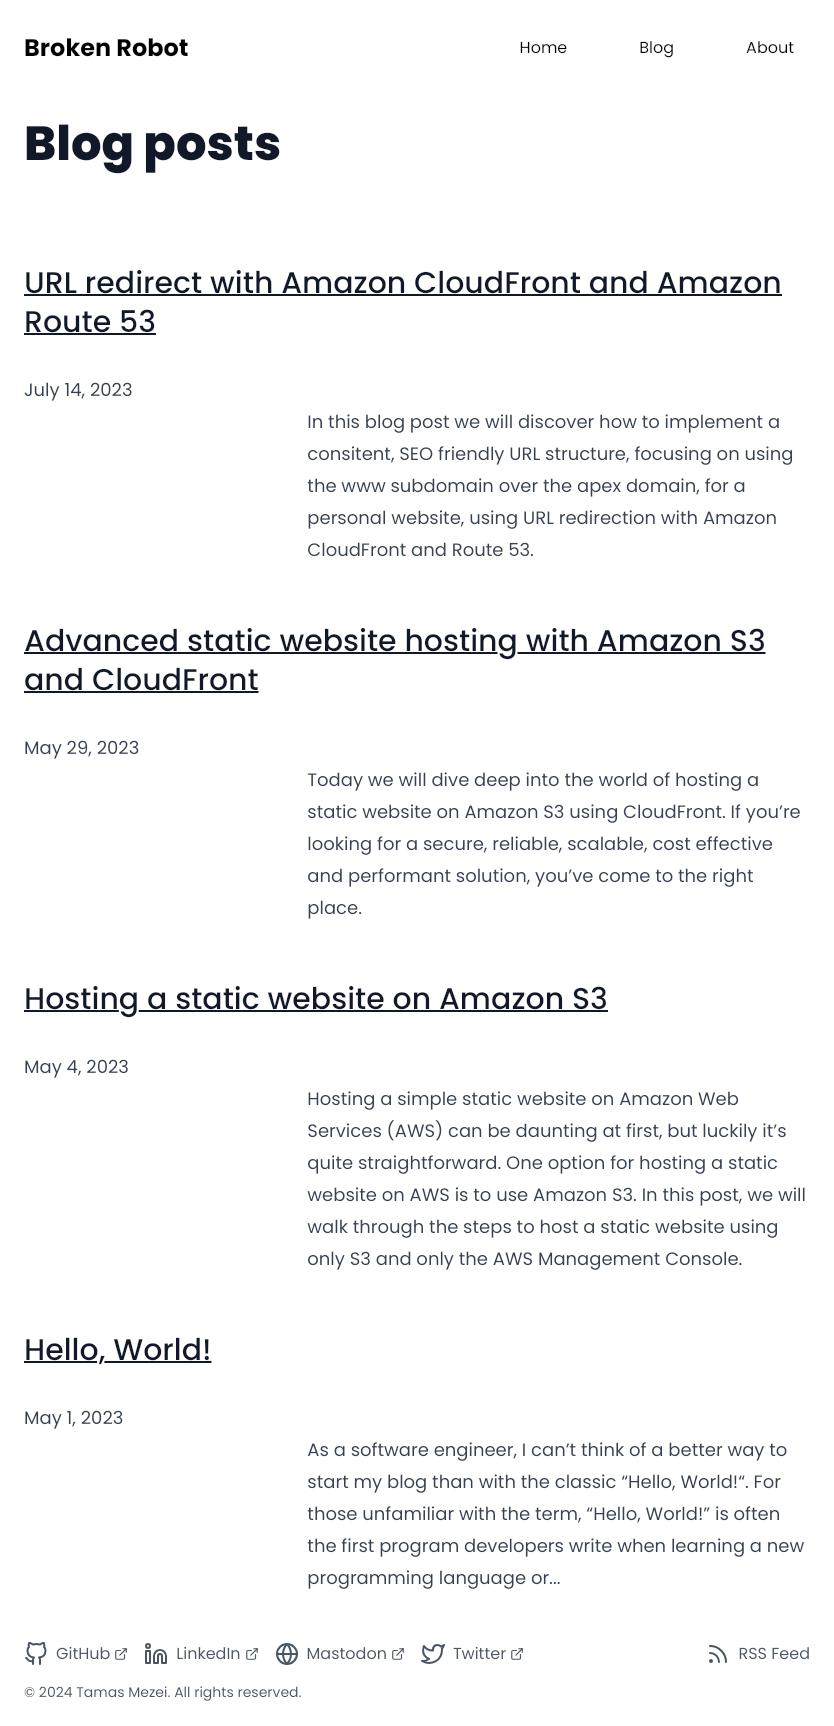 Broken Robot
Home
Blog
About
Blog posts
URL redirect with Amazon CloudFront and Amazon
Route 53
July 14, 2023
In this blog post we will discover how to implement a
consitent, SEO friendly URL structure, focusing on using
the www subdomain over the apex domain, for a
personal website, using URL redirection with Amazon
CloudFront and Route 53.
Advanced static website hosting with Amazon S3
and CloudFront
May 29, 2023
Today we will dive deep into the world of hosting a
static website on Amazon S3 using CloudFront. If you’re
looking for a secure, reliable, scalable, cost effective
and performant solution, you’ve come to the right
place.
Hosting a static website on Amazon S3
May 4, 2023
Hosting a simple static website on Amazon Web
Services (AWS) can be daunting at first, but luckily it’s
quite straightforward. One option for hosting a static
website on AWS is to use Amazon S3. In this post, we will
walk through the steps to host a static website using
only S3 and only the AWS Management Console.
Hello, World!
May 1, 2023
As a software engineer, I can’t think of a better way to
start my blog than with the classic “Hello, World!“. For
those unfamiliar with the term, “Hello, World!” is often
the first program developers write when learning a new
programming language or…
GitHub
LinkedIn
Mastodon
Twitter
RSS Feed
© 2024 Tamas Mezei. All rights reserved.